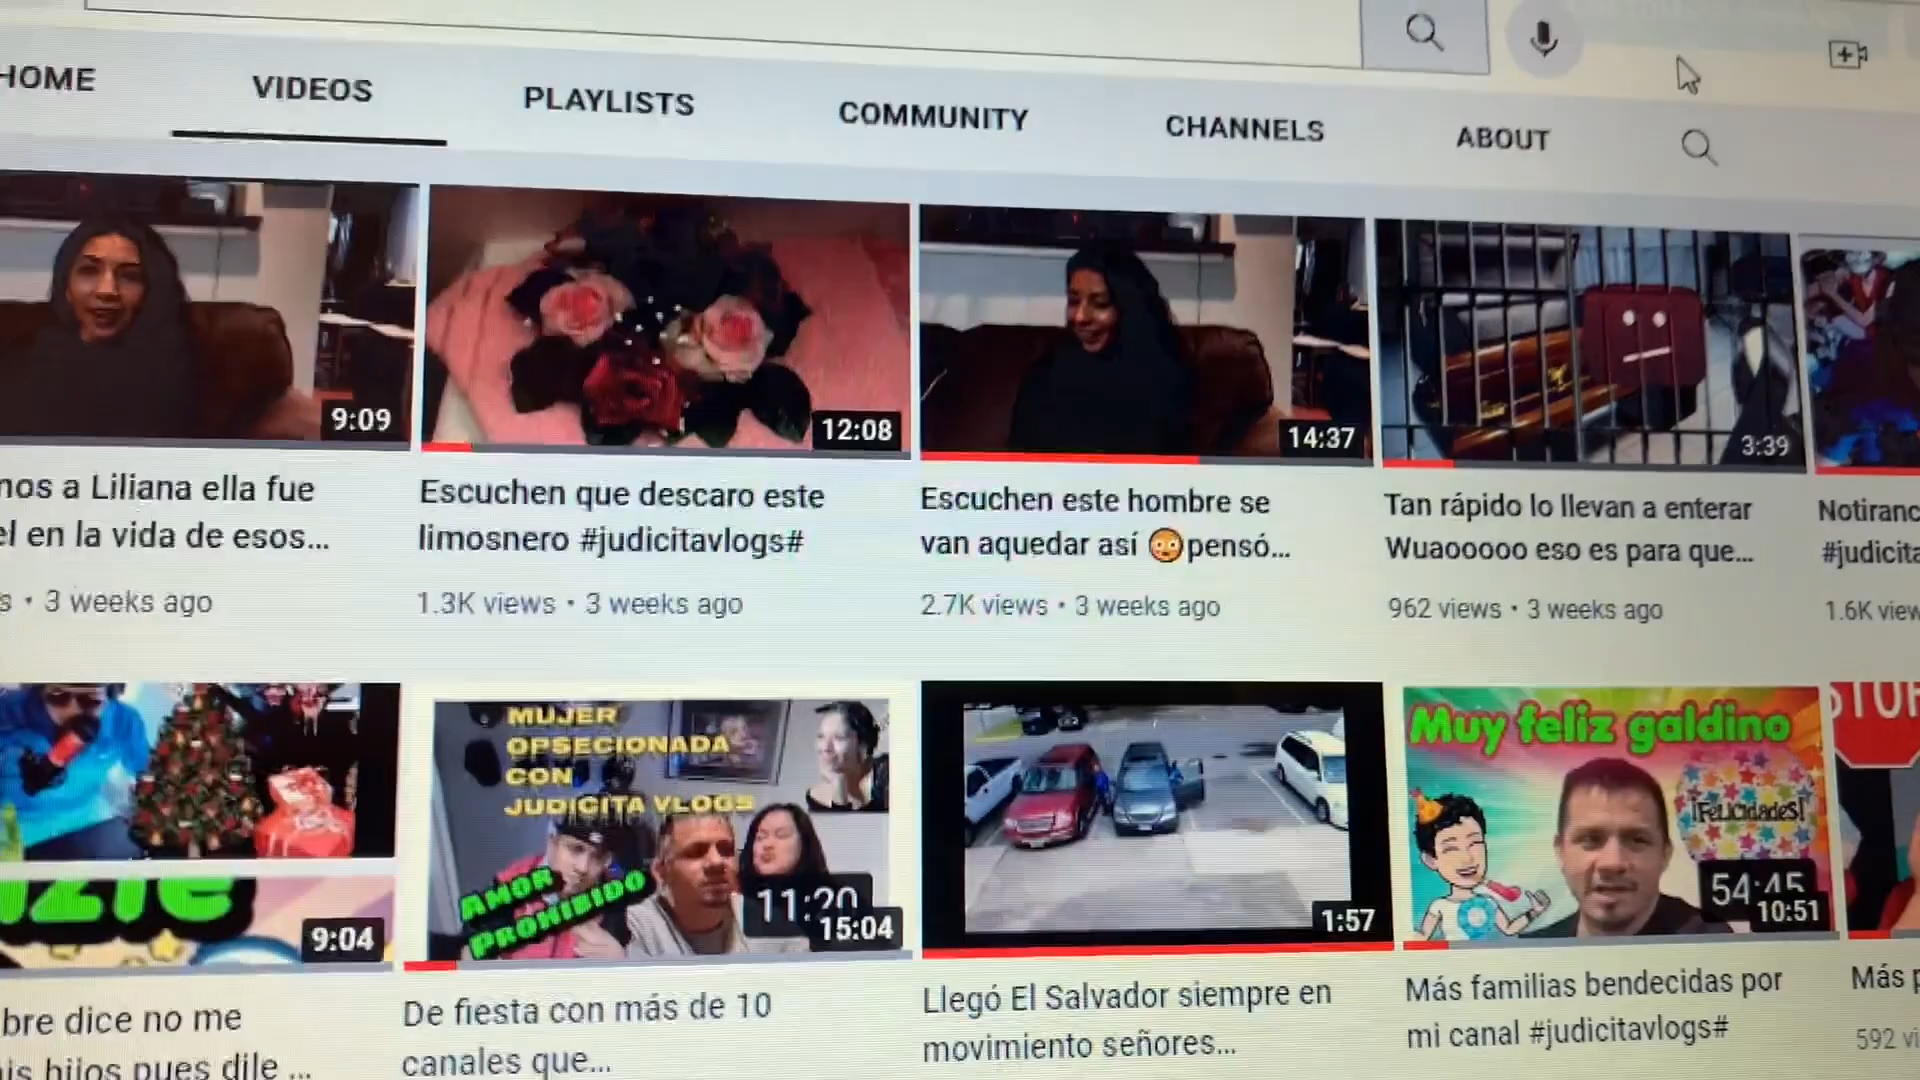 HOME
VIDEOS
PLAYLISTS
COMMUNITY
CHANNELS
ABOUT
9:09
12:08
14:37
3:39
nos a Liliana ella fue
el en la vida de esos...
s • 3 weeks ago
Escuchen que descaro este
limosnero #judicitavlogs#
1.3K views • 3 weeks ago
Escuchen este hombre se
van aquedar así 😳pensó...
2.7K views • 3 weeks ago
Tan rápido lo llevan a enterar
Wuaooooo eso es para que...
962 views • 3 weeks ago
Notiranc
#judicita
1.6K view
9:04
MUJER
OPSECIONADA
CON
JUDICITA VLOGS
AMOR
PROHIBIDO
11:20
15:04
1:57
Muy feliz galdino
¡FeLiCidades!
54:45
10:51
STOP
bre dice no me
is hijos pues dile ...
De fiesta con más de 10
canales que...
Llegó El Salvador siempre en
movimiento señores...
Más familias bendecidas por
mi canal #judicitavlogs#
Más p
592 vi